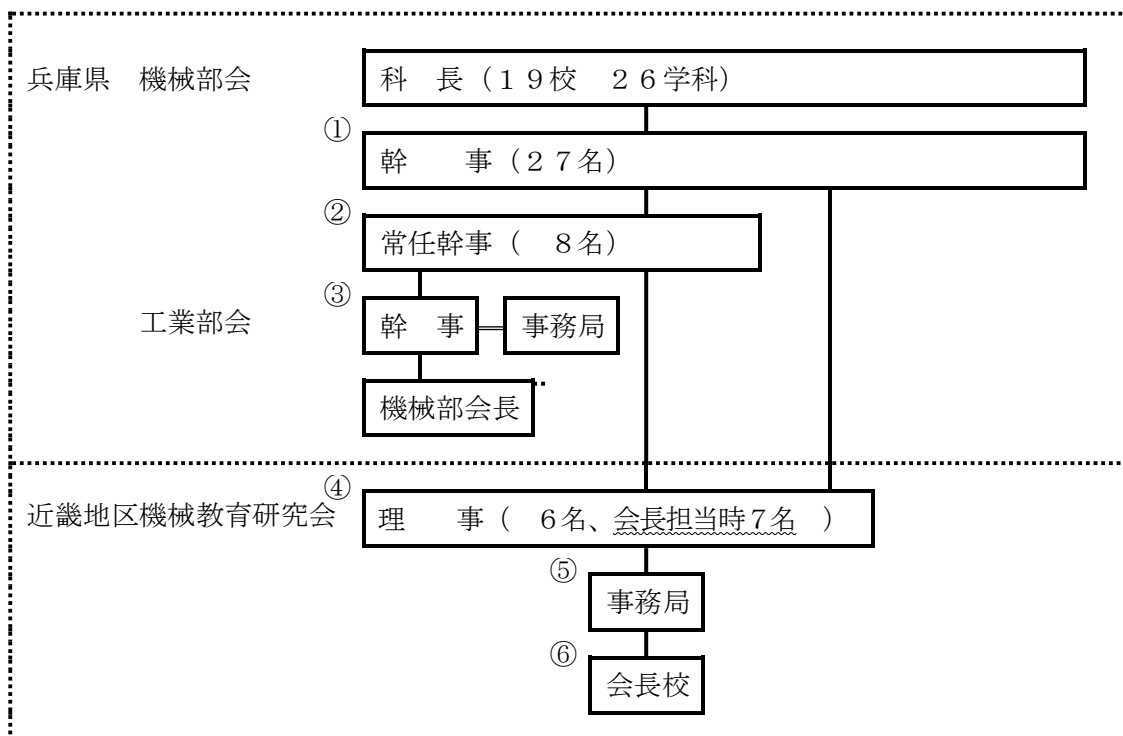 兵庫県　機械部会
科　長（１９校　２６学科）
①
幹　　事（２７名）
②
常任幹事（　８名）
③
工業部会
幹　事
事務局
機械部会長
④
近畿地区機械教育研究会
理　　事（　６名、会長担当時７名　）
⑤
事務局
⑥
会長校